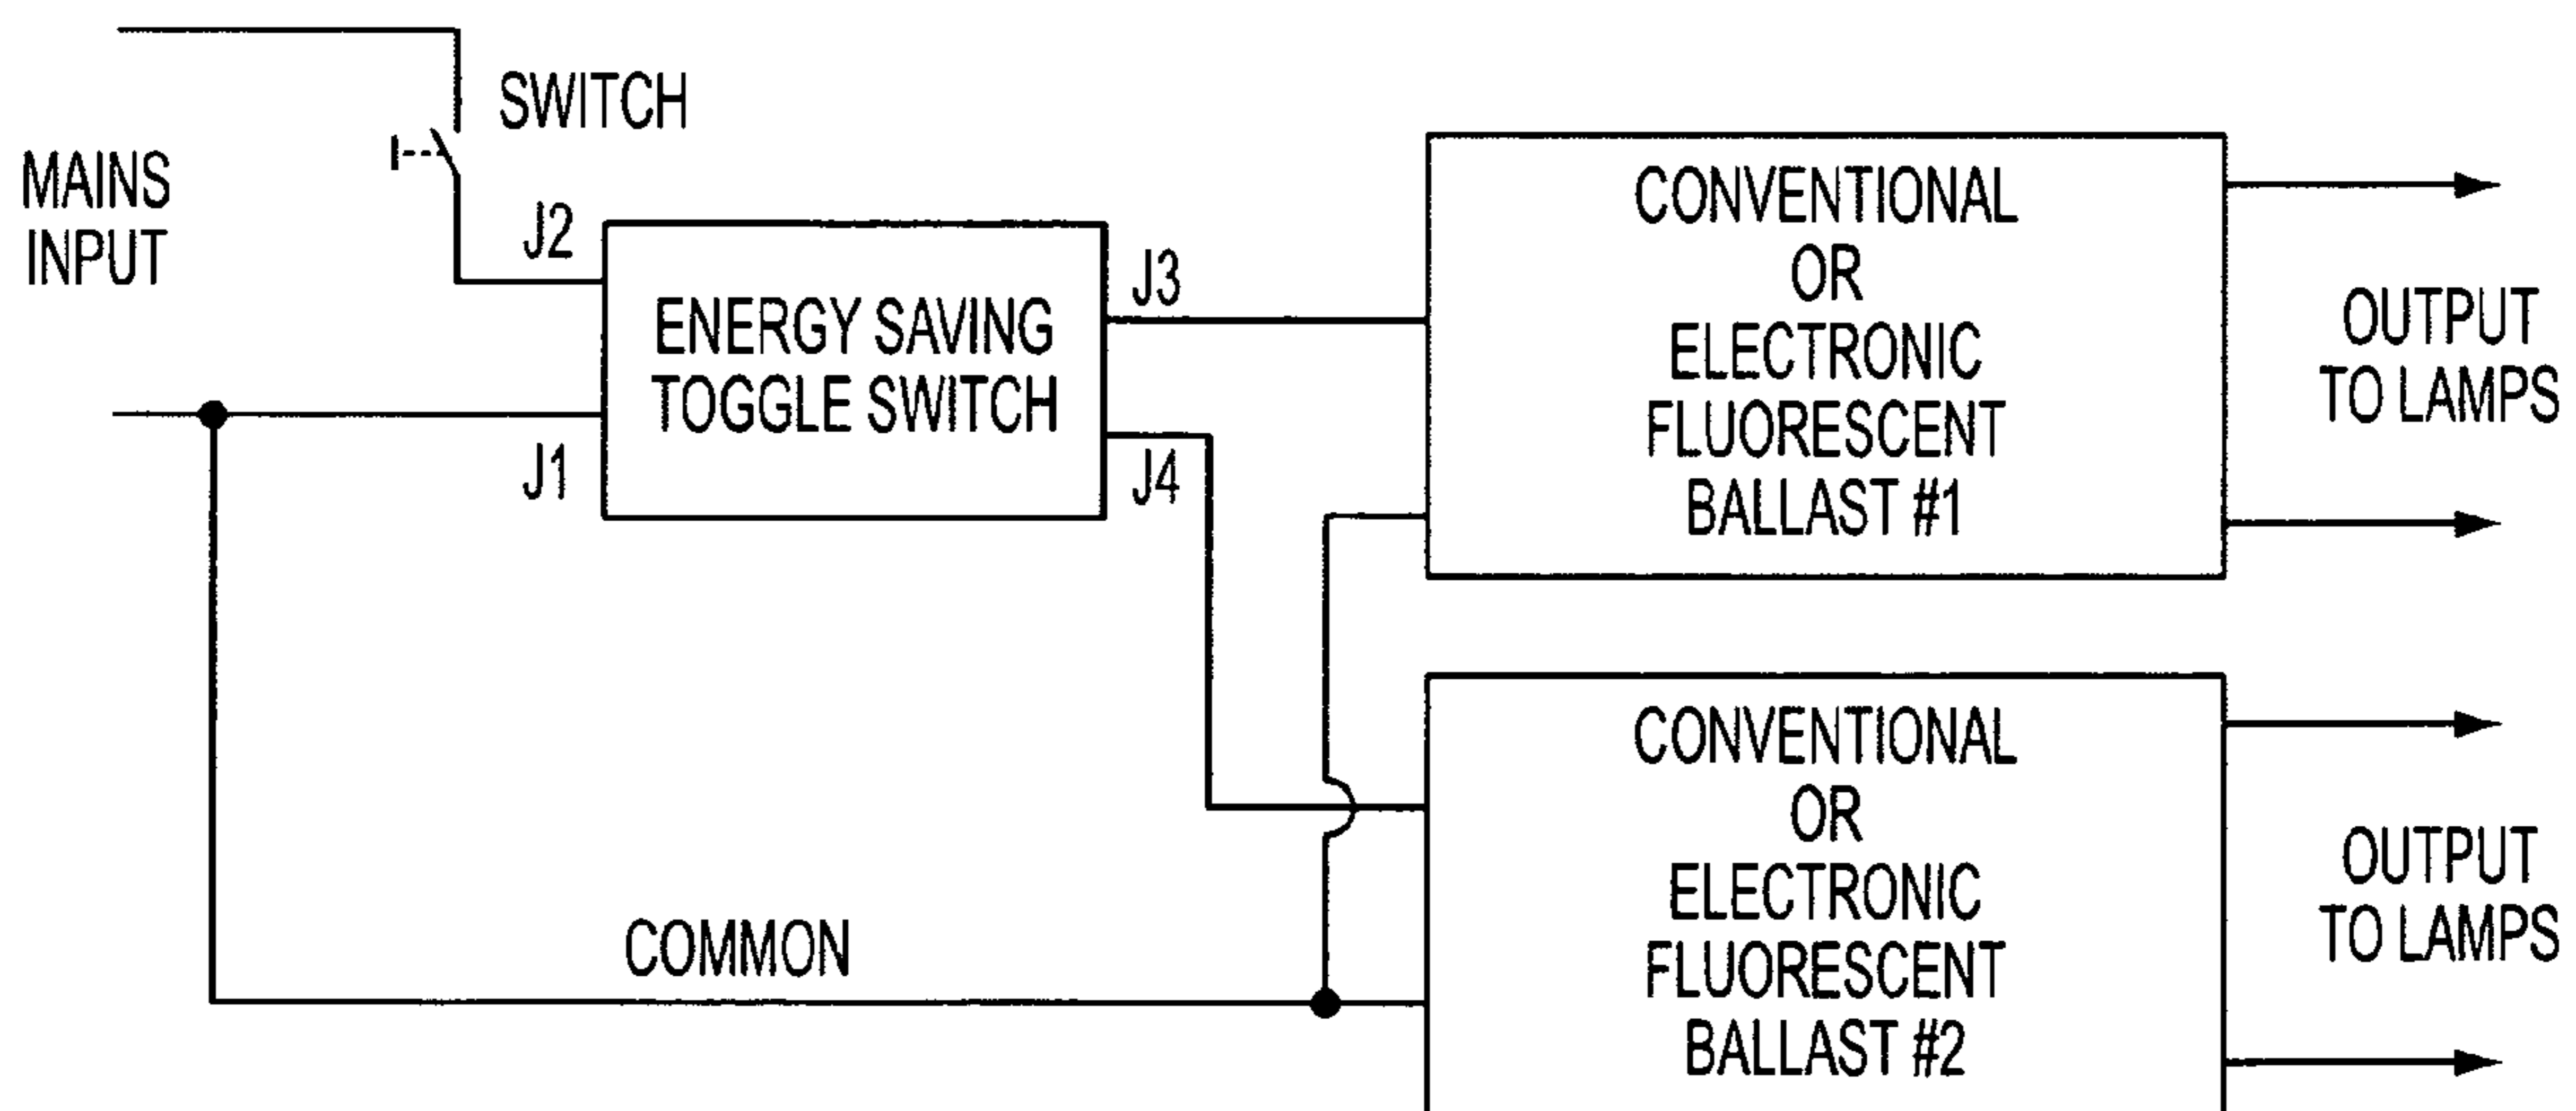 SWITCH
MAINS
INPUT
J2
ENERGY SAVING
TOGGLE SWITCH
J1
J3
J4
CONVENTIONAL
OR
ELECTRONIC
FLUORESCENT
BALLAST #1
OUTPUT
TO LAMPS
COMMON
CONVENTIONAL
OR
ELECTRONIC
FLUORESCENT
BALLAST #2
OUTPUT
TO LAMPS